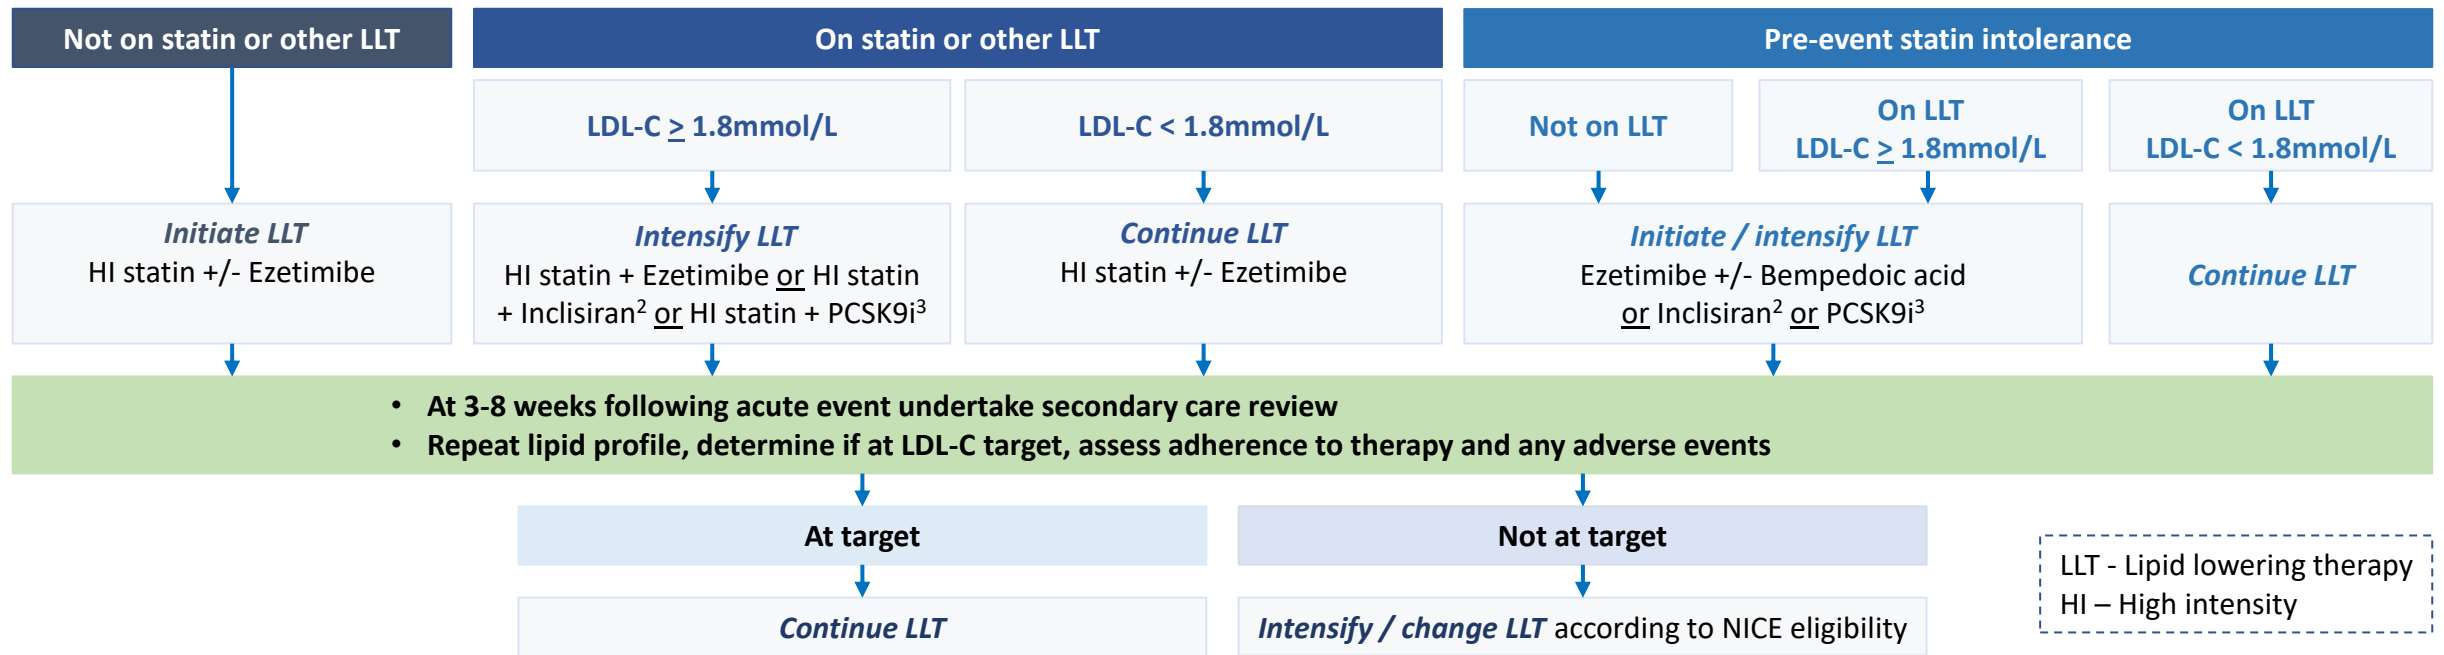 Not on statin or other LLT
On statin or other LLT
Pre-event statin intolerance
LDL-C ≥ 1.8mmol/L
LDL-C < 1.8mmol/L
Not on LLT
On LLT
LDL-C ≥ 1.8mmol/L
On LLT
LDL-C < 1.8mmol/L
Initiate LLT
HI statin +/- Ezetimibe
Intensify LLT
HI statin + Ezetimibe or HI statin
+ Inclisiran² or HI statin + PCSK9i³
Continue LLT
HI statin +/- Ezetimibe
Initiate / intensify LLT
Ezetimibe +/- Bempedoic acid
or Inclisiran² or PCSK9i³
Continue LLT
• At 3-8 weeks following acute event undertake secondary care review
• Repeat lipid profile, determine if at LDL-C target, assess adherence to therapy and any adverse events
At target
Not at target
Continue LLT
Intensify / change LLT according to NICE eligibility
LLT - Lipid lowering therapy
HI – High intensity